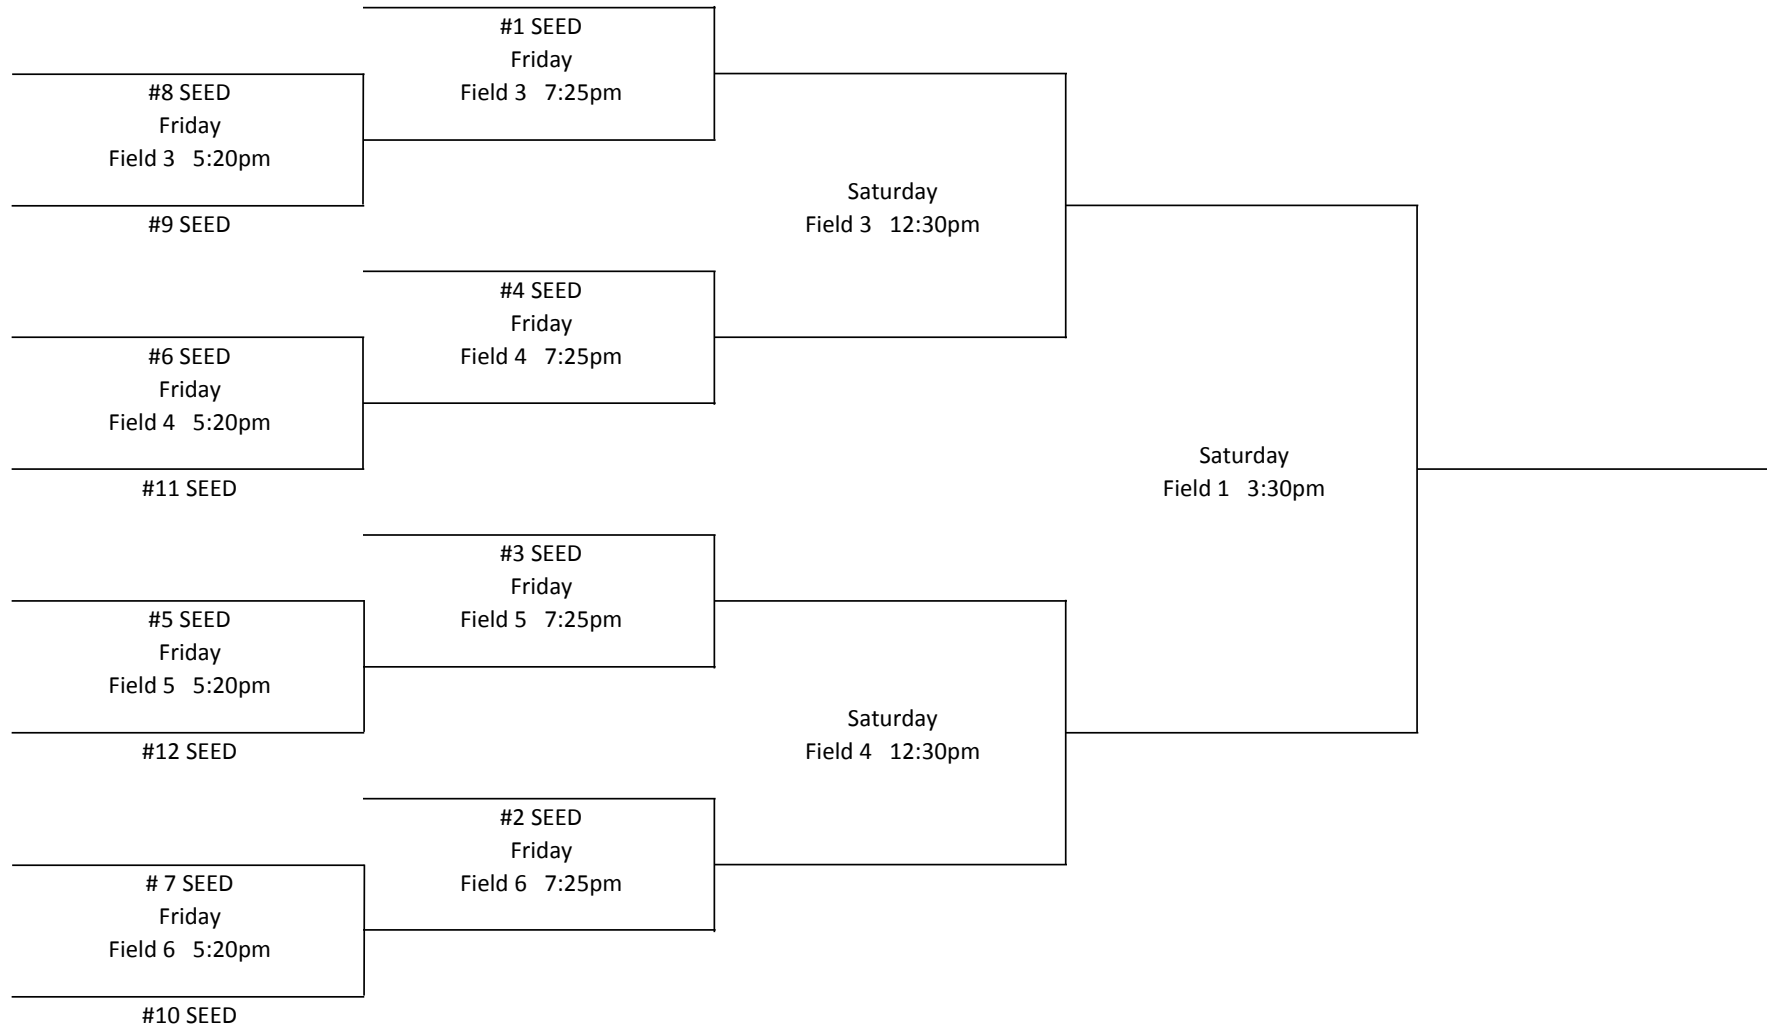 #1 SEED
Friday
Field 3 7:25pm
#8 SEED
Friday
Field 3 5:20pm
#9 SEED
Saturday
Field 3 12:30pm
#4 SEED
Friday
Field 4 7:25pm
#6 SEED
Friday
Field 4 5:20pm
#11 SEED
Saturday
Field 1 3:30pm
#3 SEED
Friday
Field 5 7:25pm
#5 SEED
Friday
Field 5 5:20pm
#12 SEED
Saturday
Field 4 12:30pm
#2 SEED
Friday
Field 6 7:25pm
# 7 SEED
Friday
Field 6 5:20pm
#10 SEED